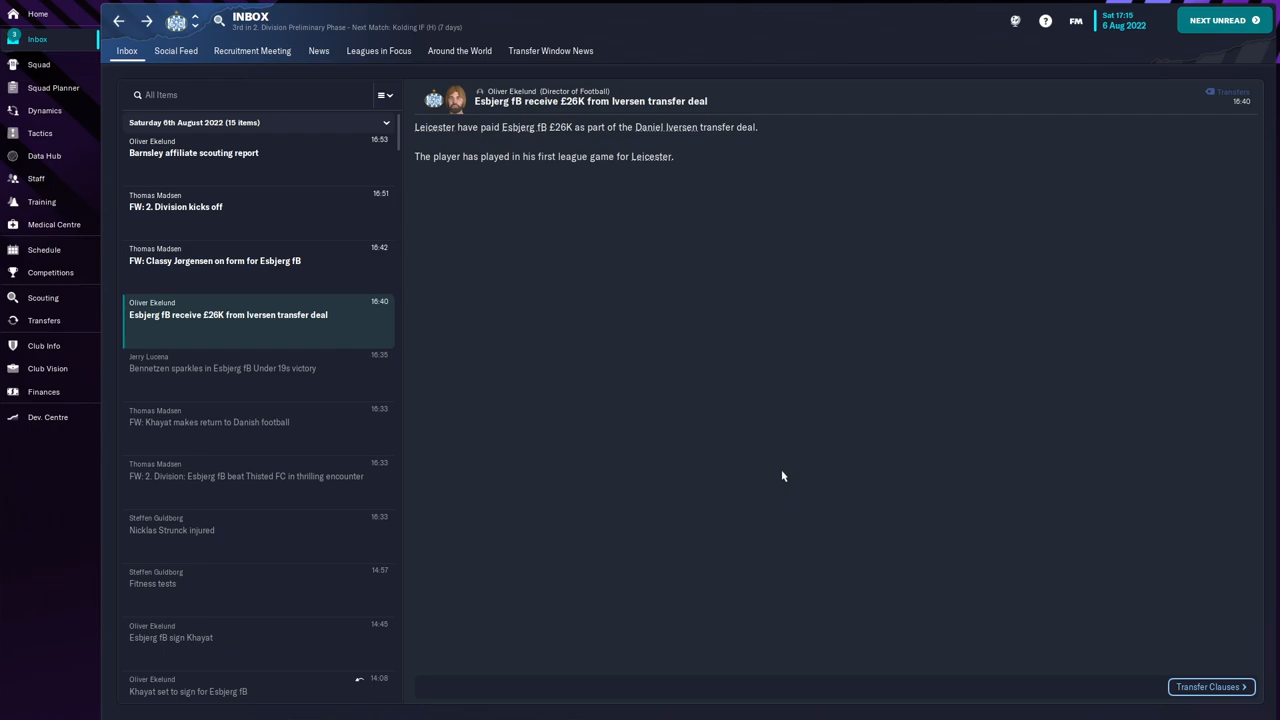 Home
3
Inbox
Squad
Squad Planner
Dynamics
Tactics
Data Hub
Staff
Training
Medical Centre
Schedule
Competitions
Scouting
Transfers
Club Info
Club Vision
Finances
Dev. Centre
INBOX
3rd in 2. Division Preliminary Phase - Next Match: Kolding IF (H) (7 days)
FM
Sat 17:15
6 Aug 2022
NEXT UNREAD
Inbox
Social Feed
Recruitment Meeting
News
Leagues in Focus
Around the World
Transfer Window News
All Items
Saturday 6th August 2022 (15 items)
Oliver Ekelund 16:53
Barnsley affiliate scouting report
Thomas Madsen 16:51
FW: 2. Division kicks off
Thomas Madsen 16:42
FW: Classy Jørgensen on form for Esbjerg fB
Oliver Ekelund 16:40
Esbjerg fB receive £26K from Iversen transfer deal
Jerry Lucena 16:35
Bennetzen sparkles in Esbjerg fB Under 19s victory
Thomas Madsen 16:33
FW: Khayat makes return to Danish football
Thomas Madsen 16:33
FW: 2. Division: Esbjerg fB beat Thisted FC in thrilling encounter
Steffen Guldborg 16:33
Nicklas Strunck injured
Steffen Guldborg 14:57
Fitness tests
Oliver Ekelund 14:45
Esbjerg fB sign Khayat
Oliver Ekelund 14:08
Khayat set to sign for Esbjerg fB
Oliver Ekelund (Director of Football)
Esbjerg fB receive £26K from Iversen transfer deal
Transfers
16:40
Leicester have paid Esbjerg fB £26K as part of the Daniel Iversen transfer deal.
The player has played in his first league game for Leicester.
Transfer Clauses